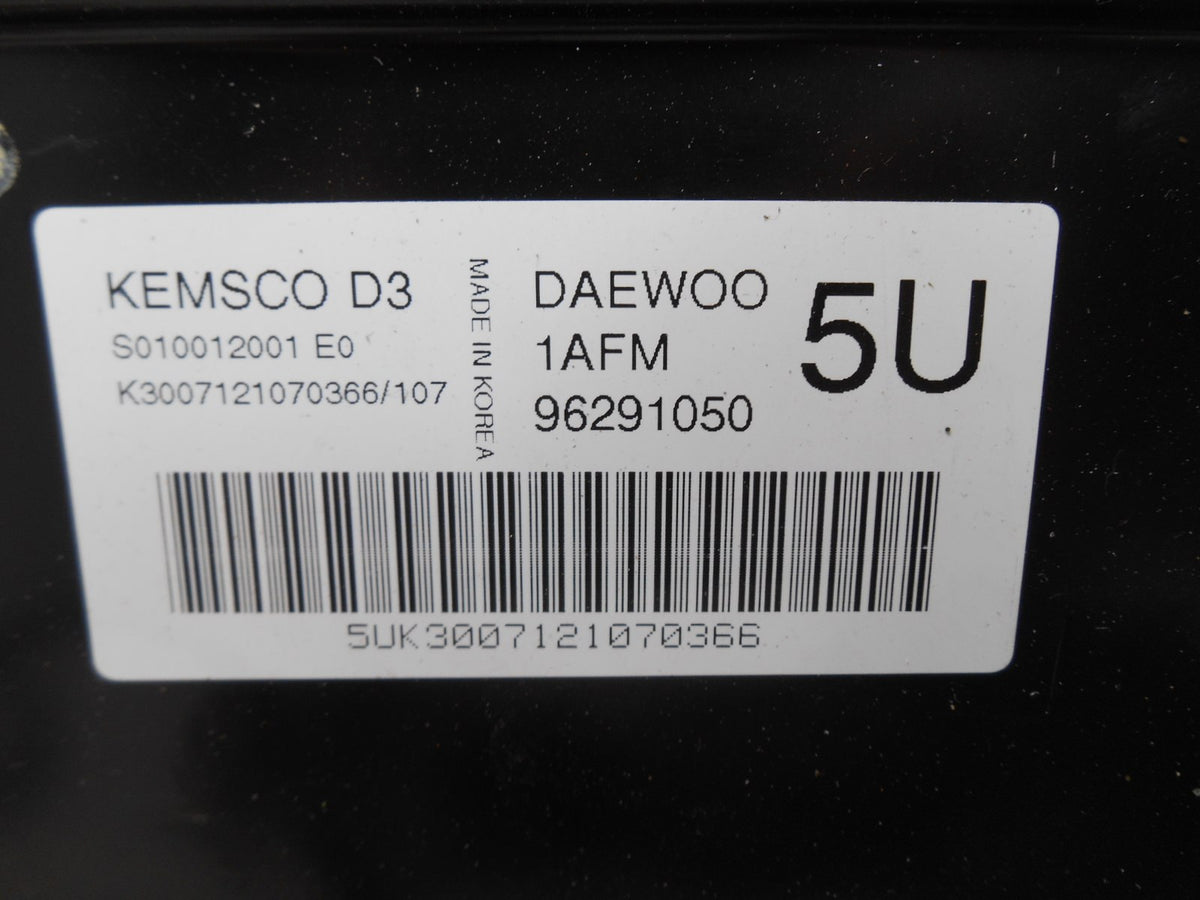 KEMSCO D3
S010012001 E0
K3007121070366/107
MADE IN KOREA
DAEWOO
1AFM
96291050
5U
5UK3007121070366